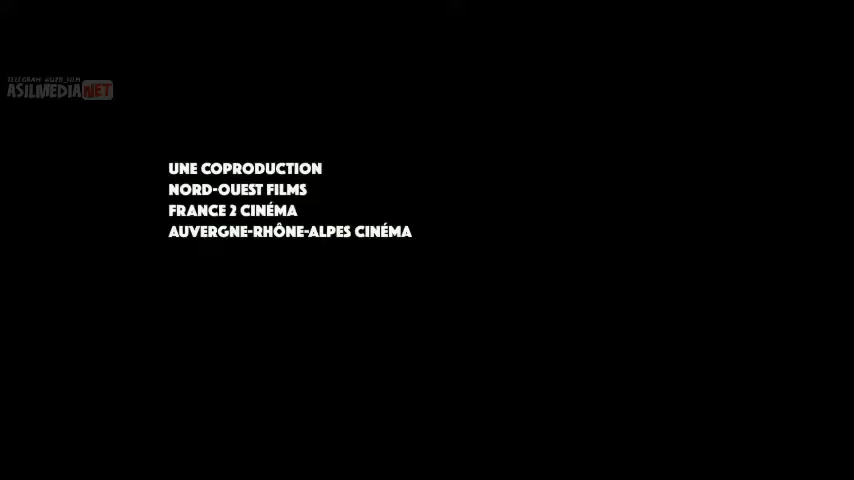 ASILMEDIA NET
UNE COPRODUCTION
NORD-OUEST FILMS
FRANCE 2 CINÉMA
AUVERGNE-RHÔNE-ALPES CINÉMA